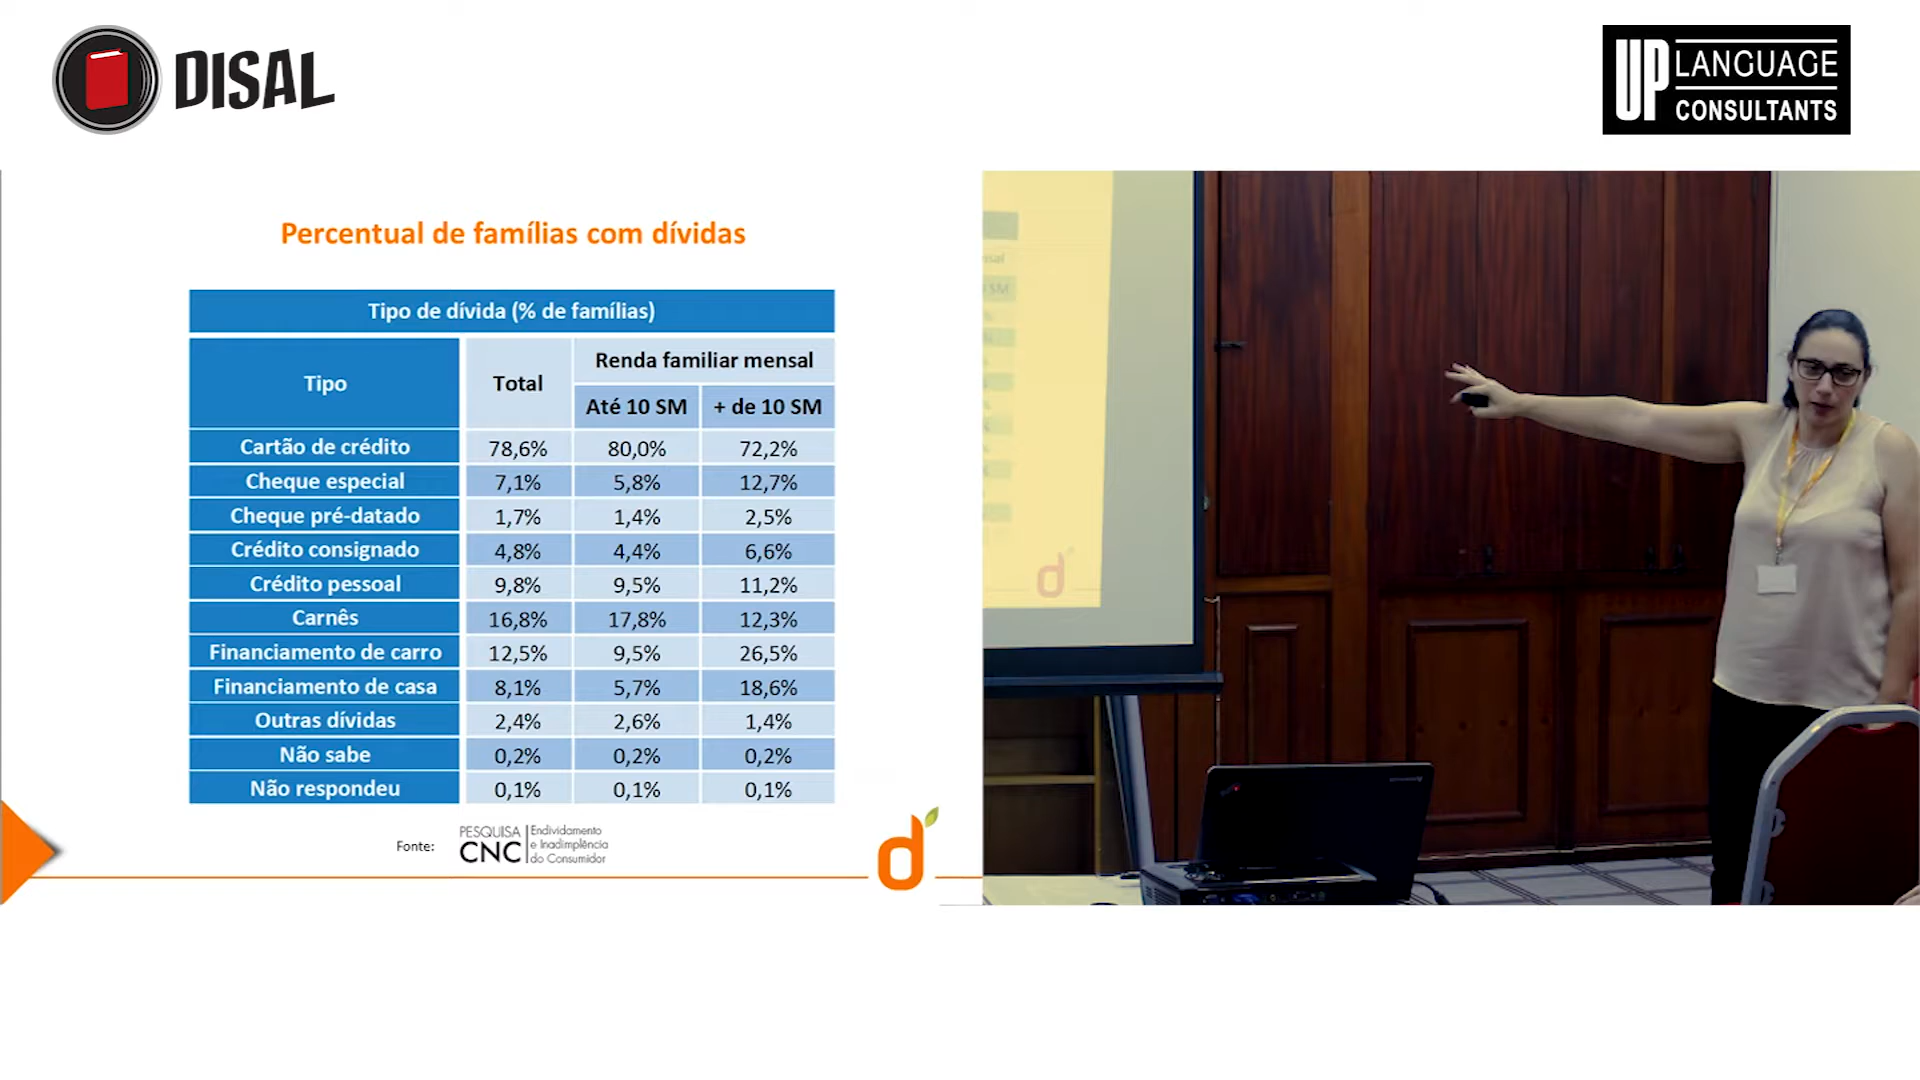 DISAL
UP LANGUAGE
CONSULTANTS
Percentual de famílias com dívidas
Tipo de dívida (% de famílias)
Tipo Total Renda familiar mensal
Até 10 SM + de 10 SM
Cartão de crédito 78,6% 80,0% 72,2%
Cheque especial 7,1% 5,8% 12,7%
Cheque pré-datado 1,7% 1,4% 2,5%
Crédito consignado 4,8% 4,4% 6,6%
Crédito pessoal 9,8% 9,5% 11,2%
Carnês 16,8% 17,8% 12,3%
Financiamento de carro 12,5% 9,5% 26,5%
Financiamento de casa 8,1% 5,7% 18,6%
Outras dívidas 2,4% 2,6% 1,4%
Não sabe 0,2% 0,2% 0,2%
Não respondeu 0,1% 0,1% 0,1%
Fonte:
PESQUISA
CNC
Endividamento
e Inadimplência
do Consumidor
d